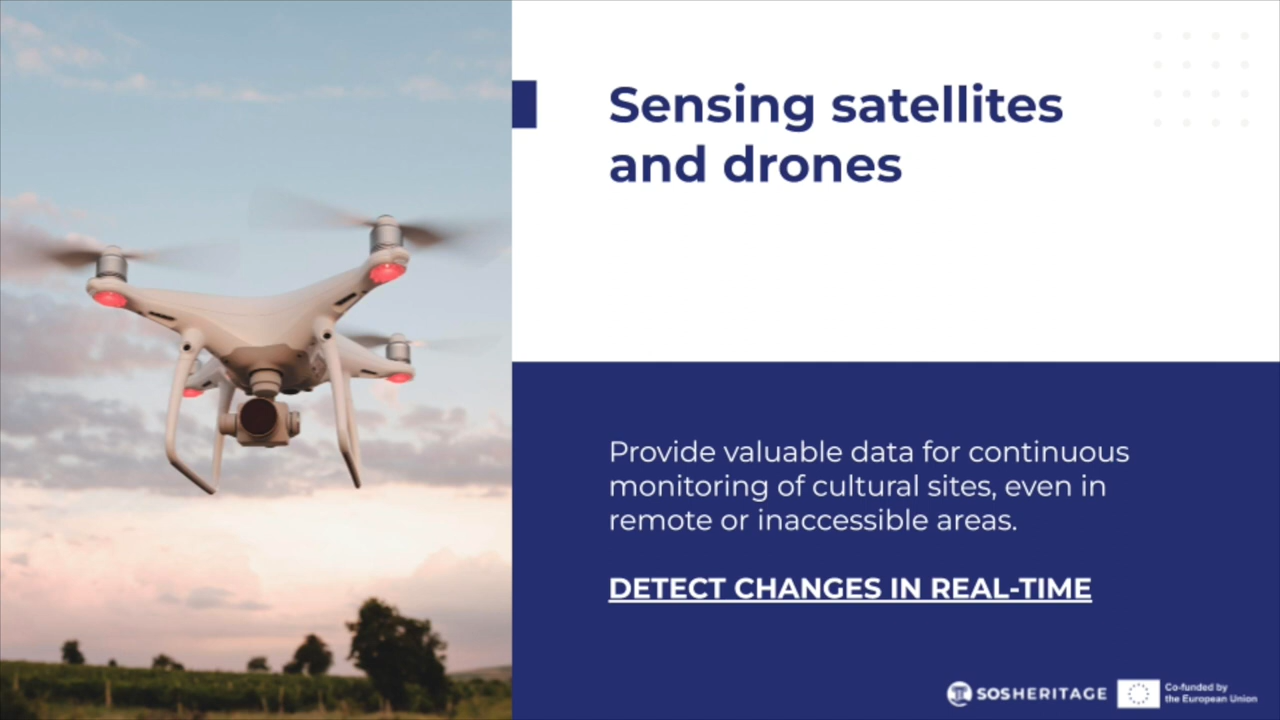 Sensing satellites
and drones
Provide valuable data for continuous
monitoring of cultural sites, even in
remote or inaccessible areas.
DETECT CHANGES IN REAL-TIME
SOSHERITAGE
Co-funded by
the European Union